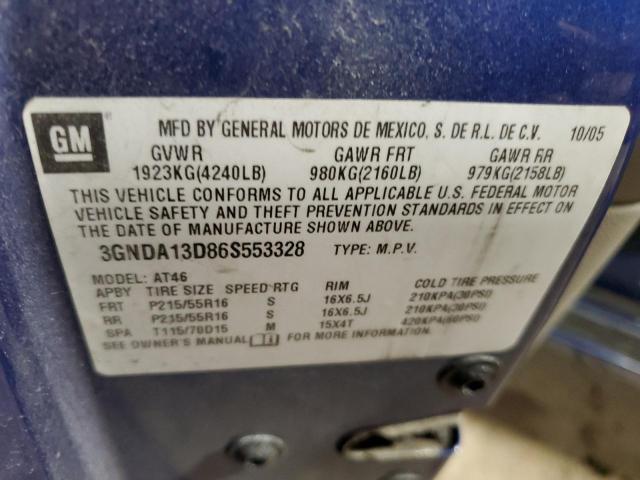 GM
MFD BY GENERAL MOTORS DE MEXICO, S. DE R.L. DE C.V. 10/05
GVWR GAWR FRT GAWR RR
1923KG(4240LB) 980KG(2160LB) 979KG(2158LB)
THIS VEHICLE CONFORMS TO ALL APPLICABLE U.S. FEDERAL MOTOR
VEHICLE SAFETY AND THEFT PREVENTION STANDARDS IN EFFECT ON
THE DATE OF MANUFACTURE SHOWN ABOVE.
3GNDA13D86S553328 TYPE: M.P.V.
MODEL: AT46
APBY TIRE SIZE SPEED RTG RIM COLD TIRE PRESSURE
FRT P215/55R16 S 16X6.5J 210KPA(30PSI)
RR P215/55R16 S 16X6.5J 210KPA(30PSI)
SPA T115/70D15 M 15X4T 420KPA(60PSI)
SEE OWNER'S MANUAL FOR MORE INFORMATION.